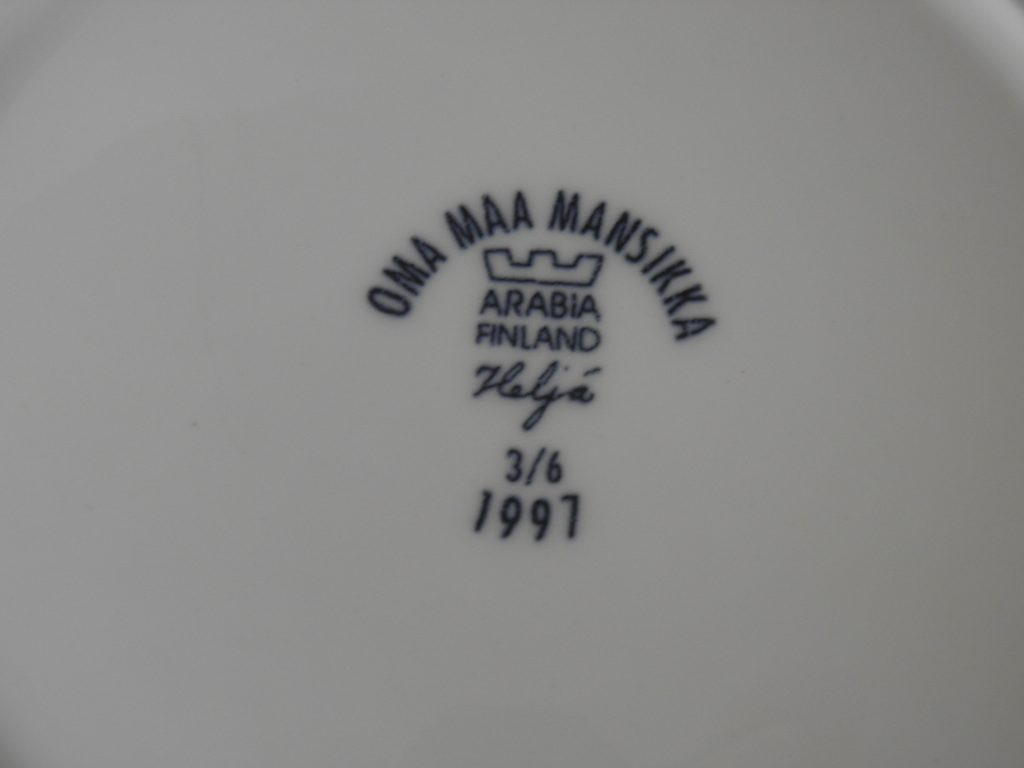 OMA MAA MANSIKKA
ARABiA
FINLAND
Heljä
3/6
1997